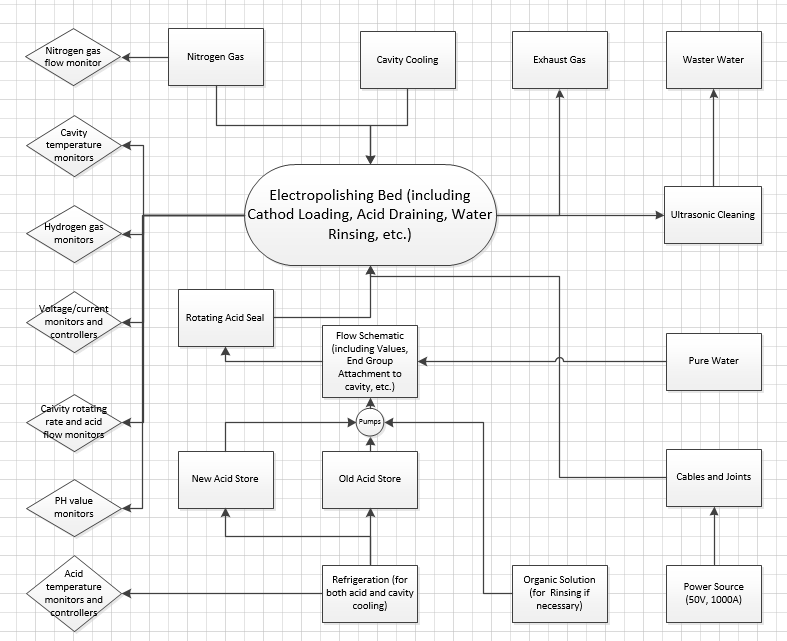 Nitrogen gas
flow monitor
Nitrogen Gas
Cavity Cooling
Exhaust Gas
Waster Water
Cavity
temperature
monitors
Electropolishing Bed (including
Cathod Loading, Acid Draining, Water
Rinsing, etc.)
Ultrasonic Cleaning
Hydrogen gas
monitors
Voltage/current
monitors and
controllers
Rotating Acid Seal
Flow Schematic
(including Values,
End Group
Attachment to
cavity, etc.)
Pure Water
Caivity rotating
rate and acid
flow monitors
Pumps
New Acid Store
Old Acid Store
Cables and Joints
PH value
monitors
Acid
temperature
monitors and
controllers
Refrigeration (for
both acid and cavity
cooling)
Organic Solution
(for Rinsing if
necessary)
Power Source
(50V, 1000A)